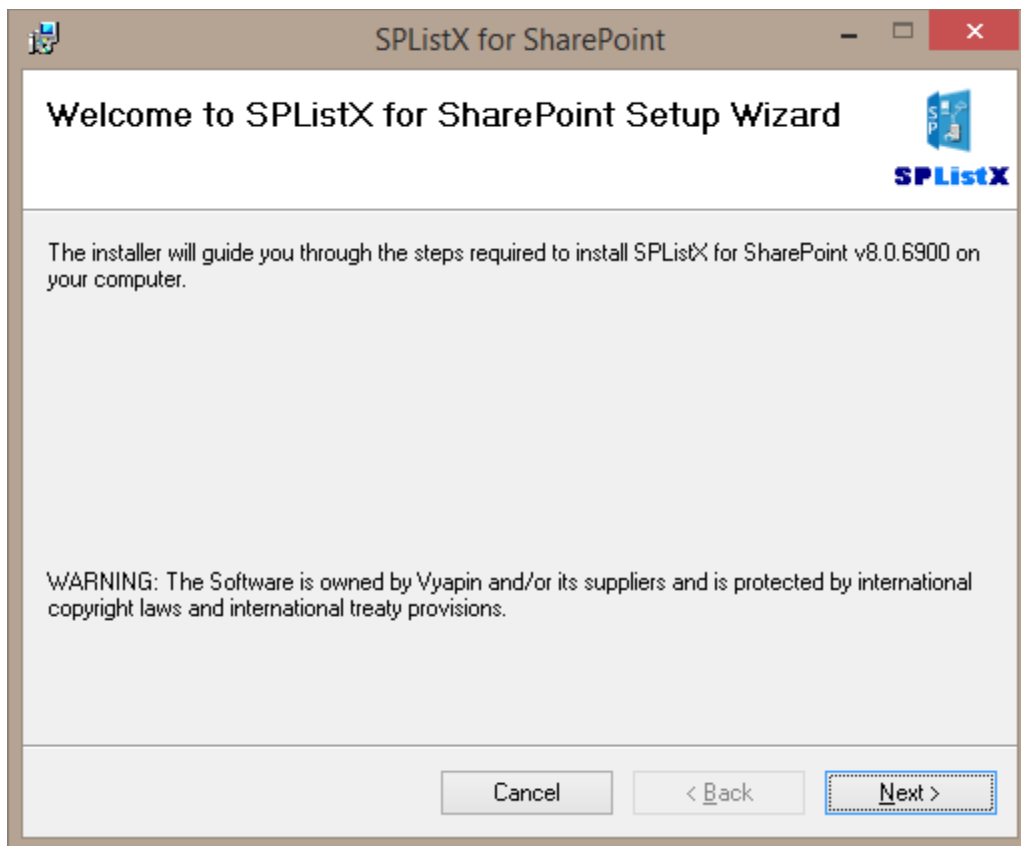 SPListX for SharePoint
Welcome to SPListX for SharePoint Setup Wizard
SP
SPListX
The installer will guide you through the steps required to install SPListX for SharePoint v8.0.6900 on
your computer.
WARNING: The Software is owned by Vyapin and/or its suppliers and is protected by international
copyright laws and international treaty provisions.
Cancel
< Back
Next >